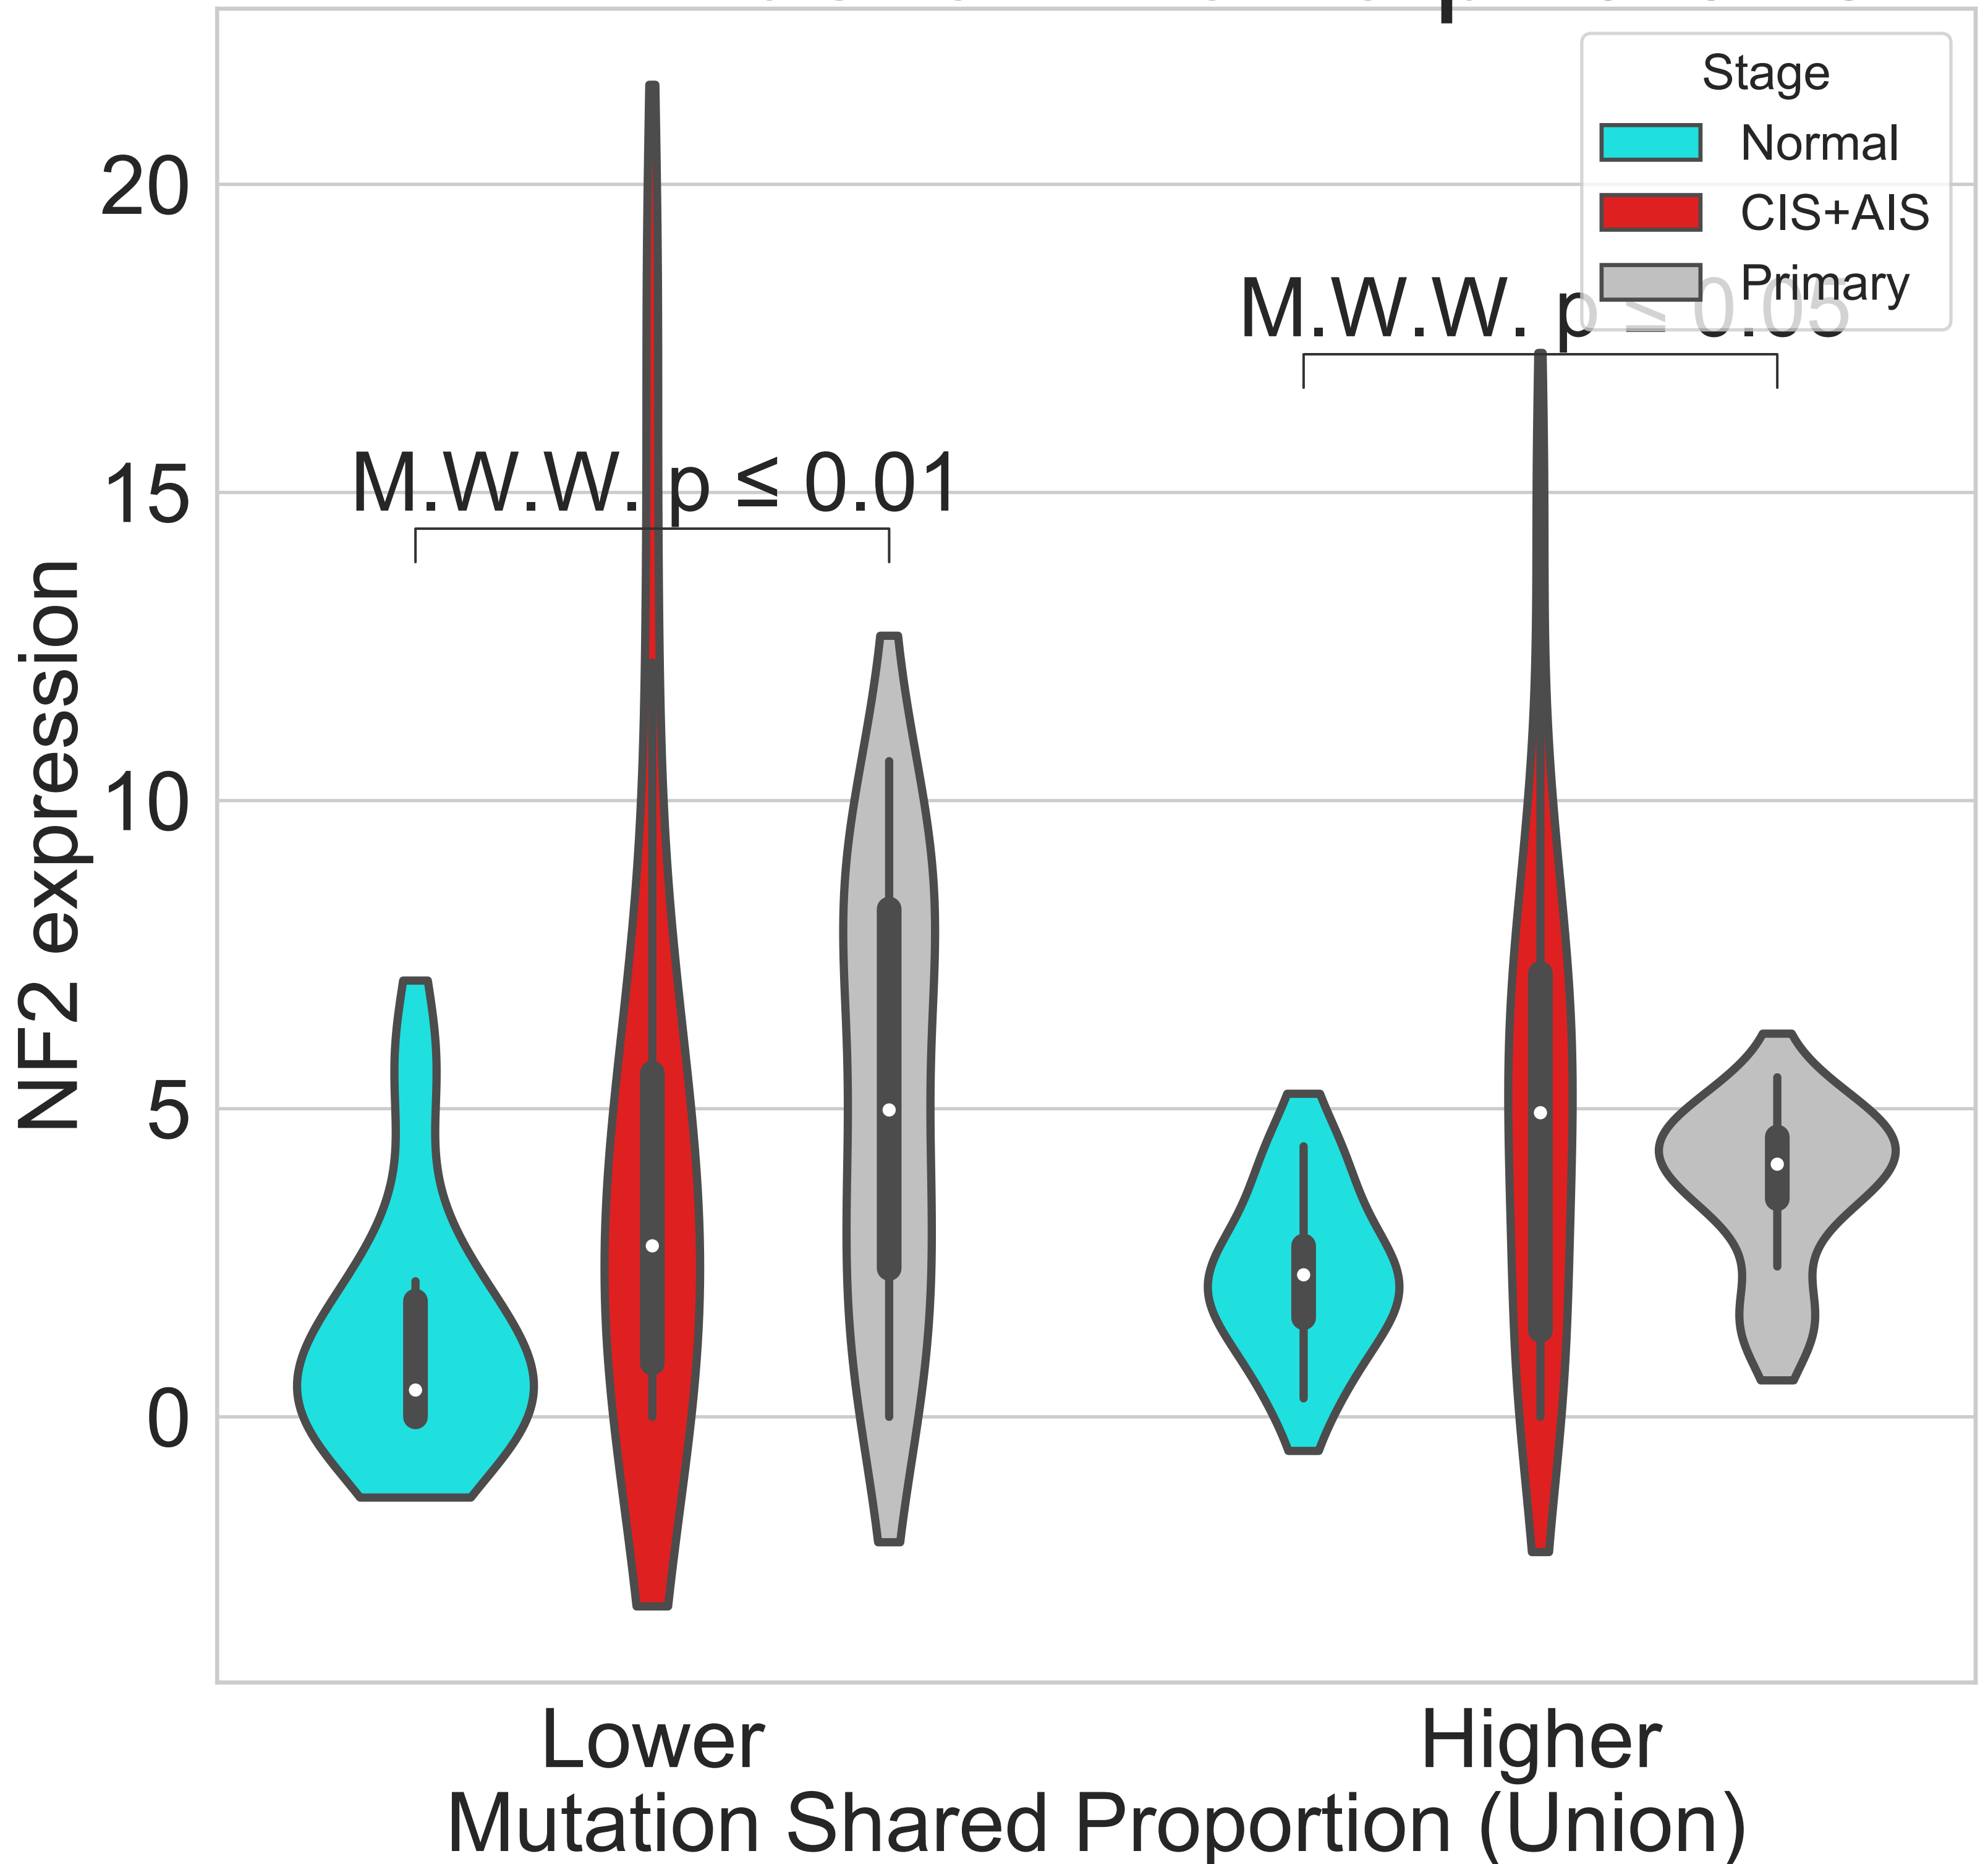 Stage
Normal
CIS+AIS
Primary
M.W.W. p ≤ 0.05
M.W.W. p ≤ 0.01
20
15
10
5
0
NF2 expression
Lower
Higher
Mutation Shared Proportion (Union)